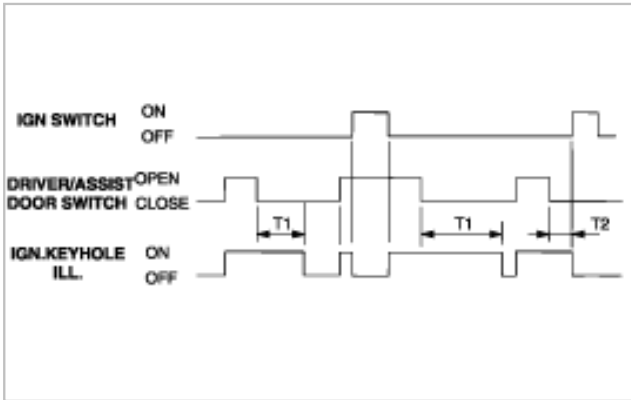 IGN SWITCH ON
OFF
DRIVER/ASSIST OPEN
DOOR SWITCH CLOSE
T1 T1 T2
IGN.KEYHOLE ON
ILL. OFF